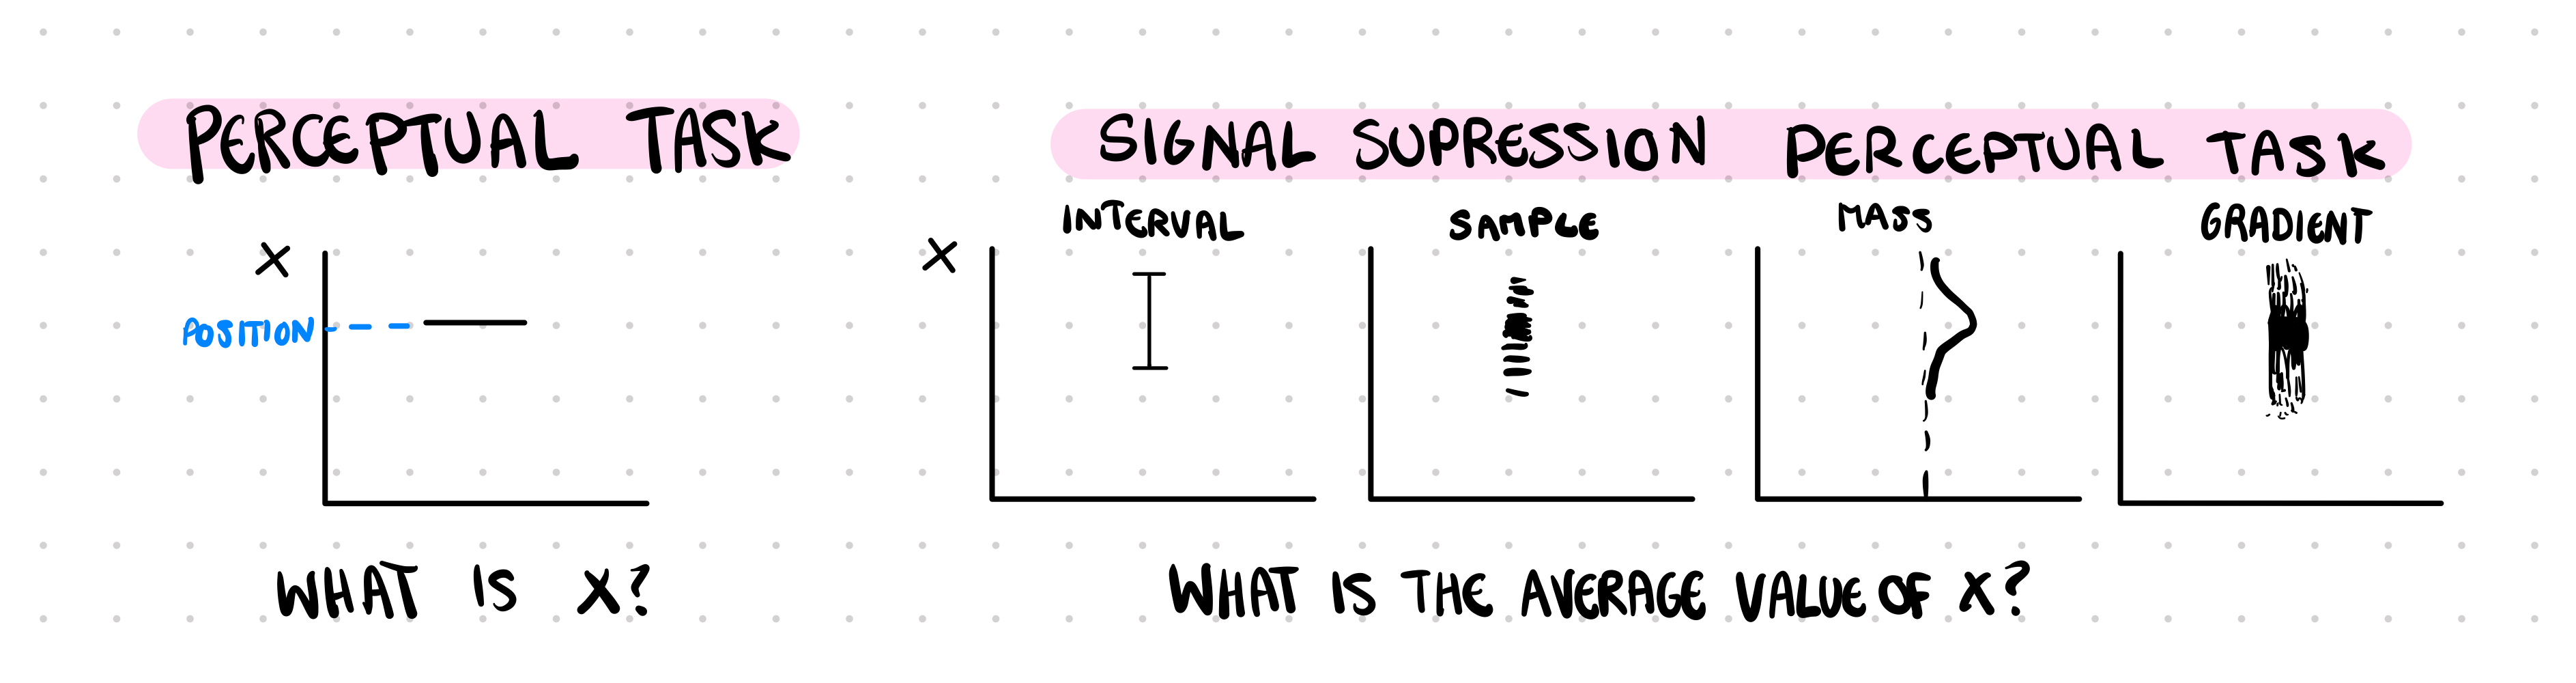 PERCEPTUAL TASK
X
POSITION
WHAT IS X?
SIGNAL SUPRESSION PERCEPTUAL TASK
INTERVAL
SAMPLE
MASS
GRADIENT
X
WHAT IS THE AVERAGE VALUE OF X?